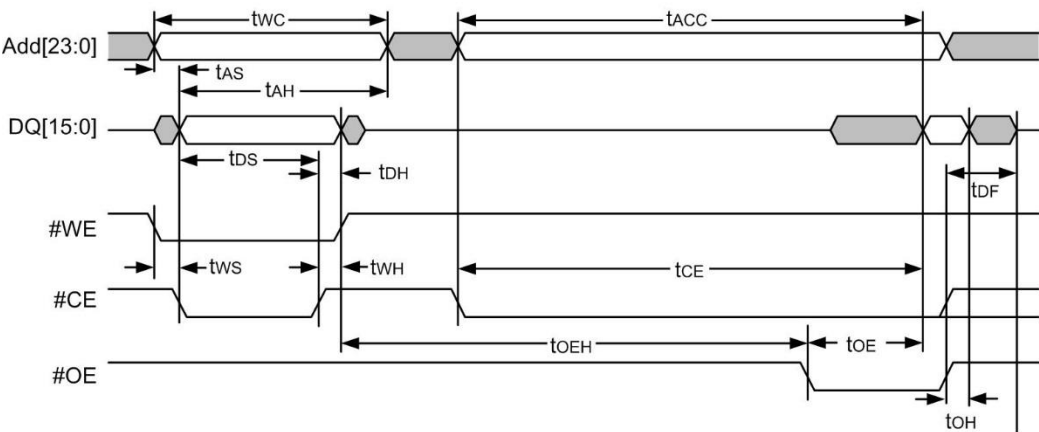 tWC
tACC
Add[23:0]
tAS
tAH
DQ[15:0]
tDS
tDH
tDF
#WE
tWS
tWH
tCE
#CE
tOEH
tOE
#OE
tOH